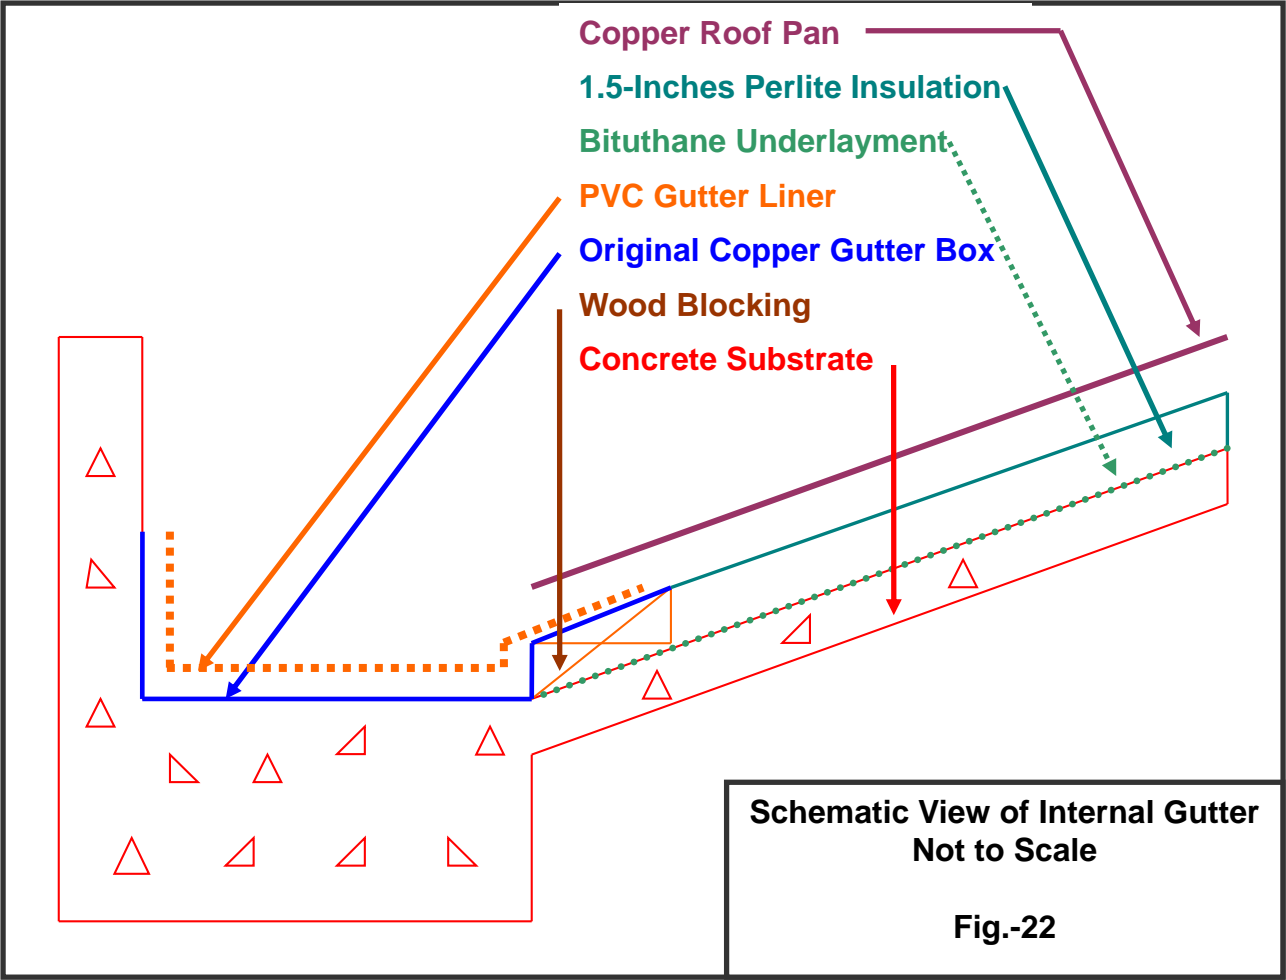 Copper Roof Pan
1.5-Inches Perlite Insulation
Bituthane Underlayment
PVC Gutter Liner
Original Copper Gutter Box
Wood Blocking
Concrete Substrate
Schematic View of Internal Gutter
Not to Scale
Fig.-22